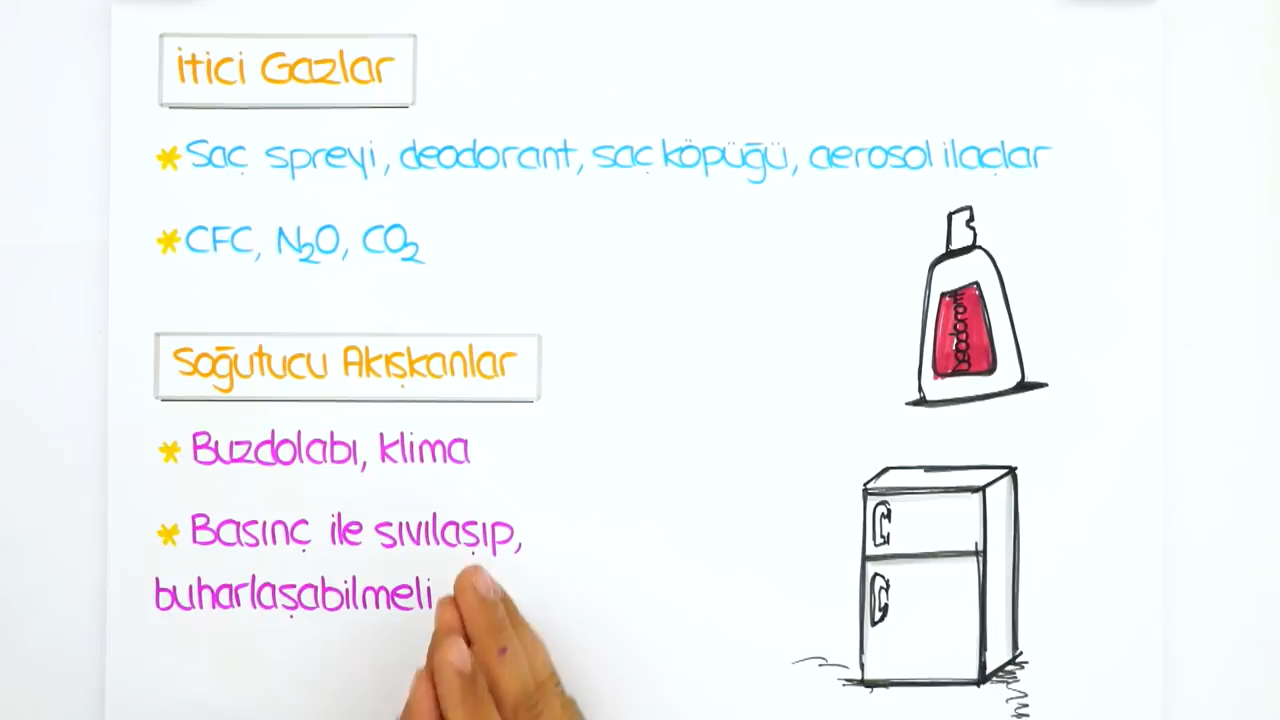 İtici Gazlar
* Saç spreyi, deodorant, saç köpüğü, aerosol ilaçlar
* CFC, N₂O, CO₂
Deodorant
Soğutucu Akışkanlar
* Buzdolabı, klima
* Basınç ile sıvılaşıp,
buharlaşabilmeli